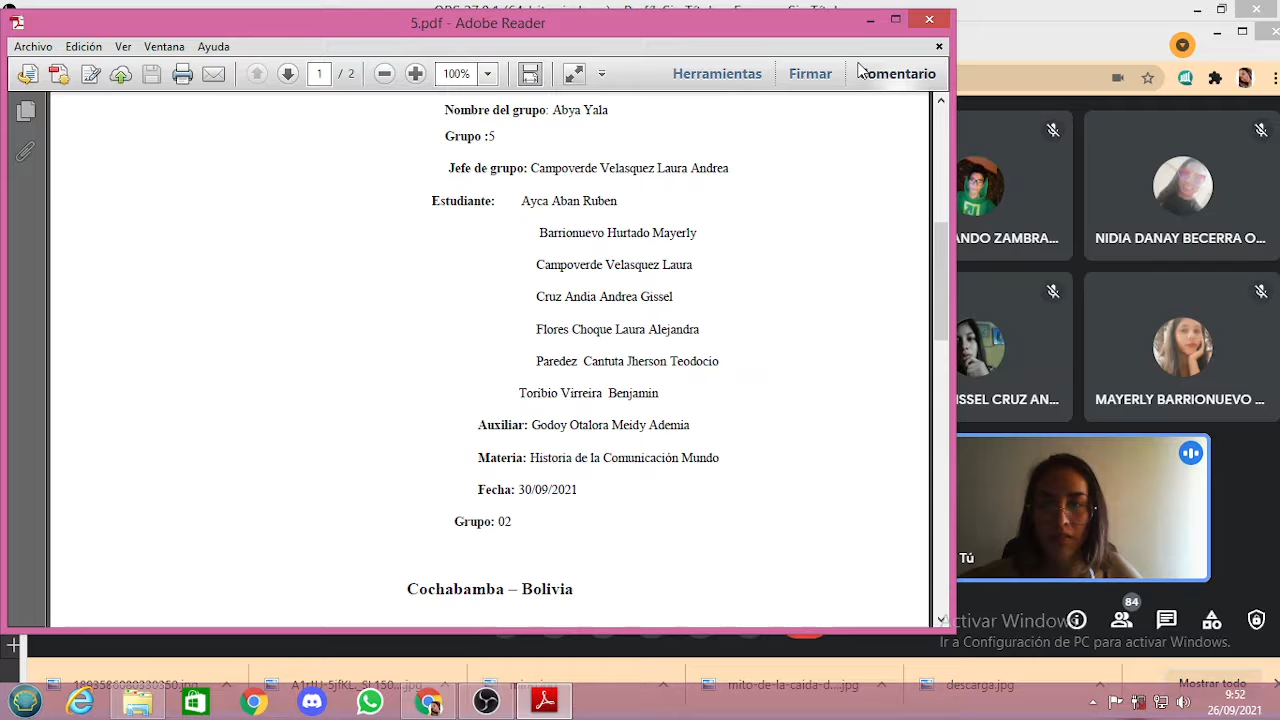 5.pdf - Adobe Reader
Archivo Edición Ver Ventana Ayuda
1 / 2 100% Herramientas Firmar Comentario
Nombre del grupo: Abya Yala
Grupo :5
Jefe de grupo: Campoverde Velasquez Laura Andrea
Estudiante: Ayca Aban Ruben
Barrionuevo Hurtado Mayerly
Campoverde Velasquez Laura
Cruz Andia Andrea Gissel
Flores Choque Laura Alejandra
Paredez Cantuta Jherson Teodocio
Toribio Virreira Benjamin
Auxiliar: Godoy Otalora Meidy Ademia
Materia: Historia de la Comunicación Mundo
Fecha: 30/09/2021
Grupo: 02
Cochabamba – Bolivia
ANDO ZAMBRA... NIDIA DANAY BECERRA O...
ISSEL CRUZ AN... MAYERLY BARRIONUEVO ...
Tú
84
Activar Windows
Ir a Configuración de PC para activar Windows.
mito-de-la-caida-d....jpg descarga.jpg Mostrar todo
9:52
26/09/2021